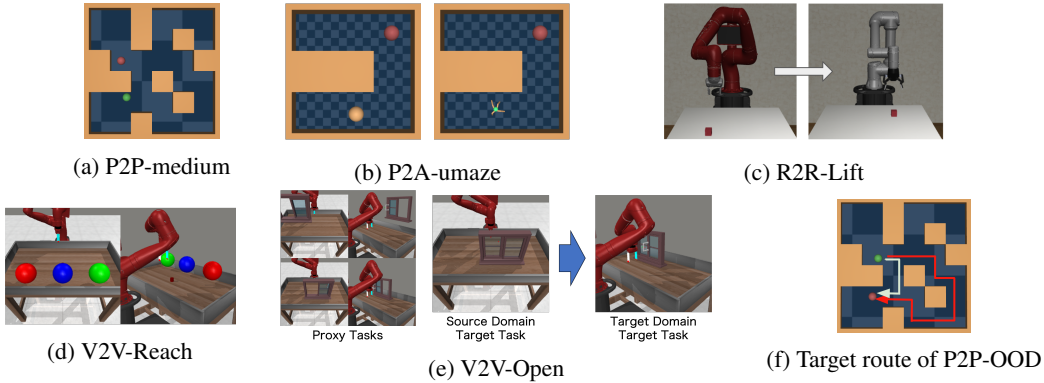 (a) P2P-medium
(b) P2A-umaze
(c) R2R-Lift
Proxy Tasks
Source Domain
Target Task
Target Domain
Target Task
(d) V2V-Reach
(e) V2V-Open
(f) Target route of P2P-OOD